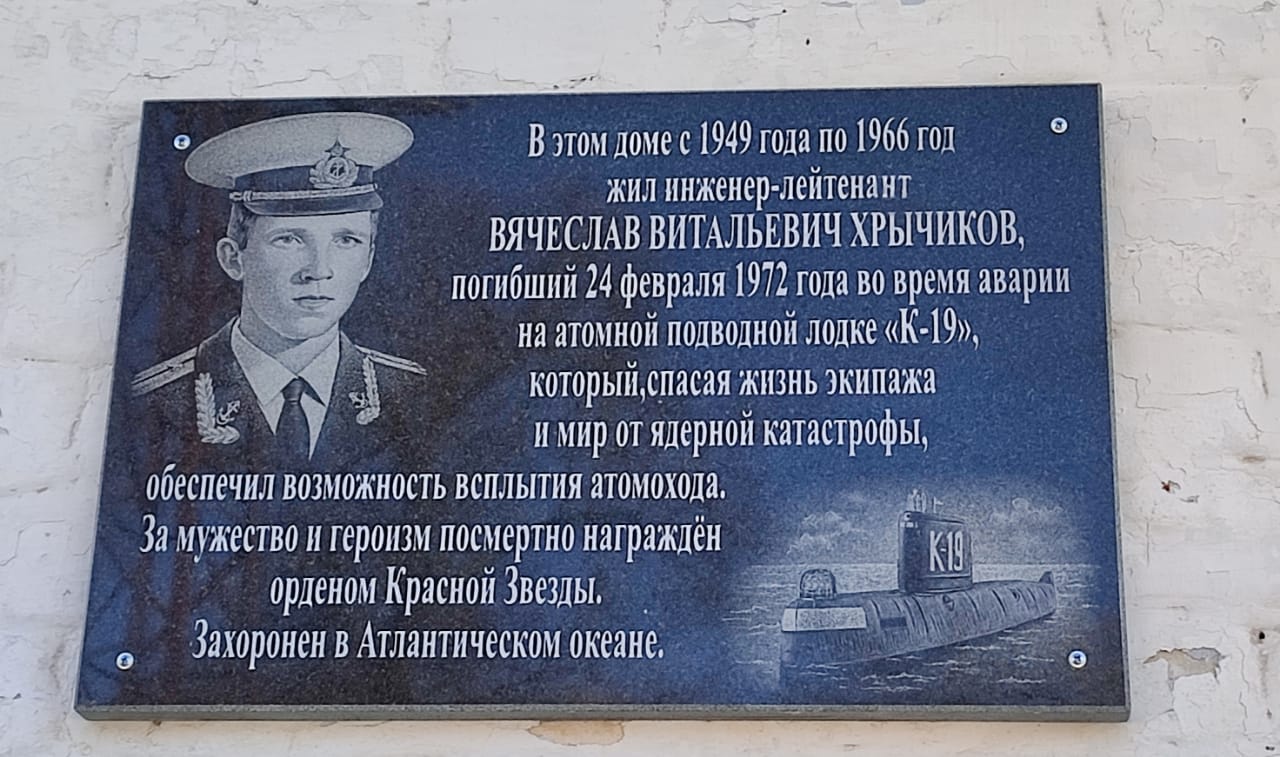 В этом доме с 1949 года по 1966 год
жил инженер-лейтенант
ВЯЧЕСЛАВ ВИТАЛЬЕВИЧ ХРЫЧИКОВ,
погибший 24 февраля 1972 года во время аварии
на атомной подводной лодке «К-19»,
который,спасая жизнь экипажа
и мир от ядерной катастрофы,
обеспечил возможность всплытия атомохода.
За мужество и героизм посмертно награждён
орденом Красной Звезды.
Захоронен в Атлантическом океане.
К-19